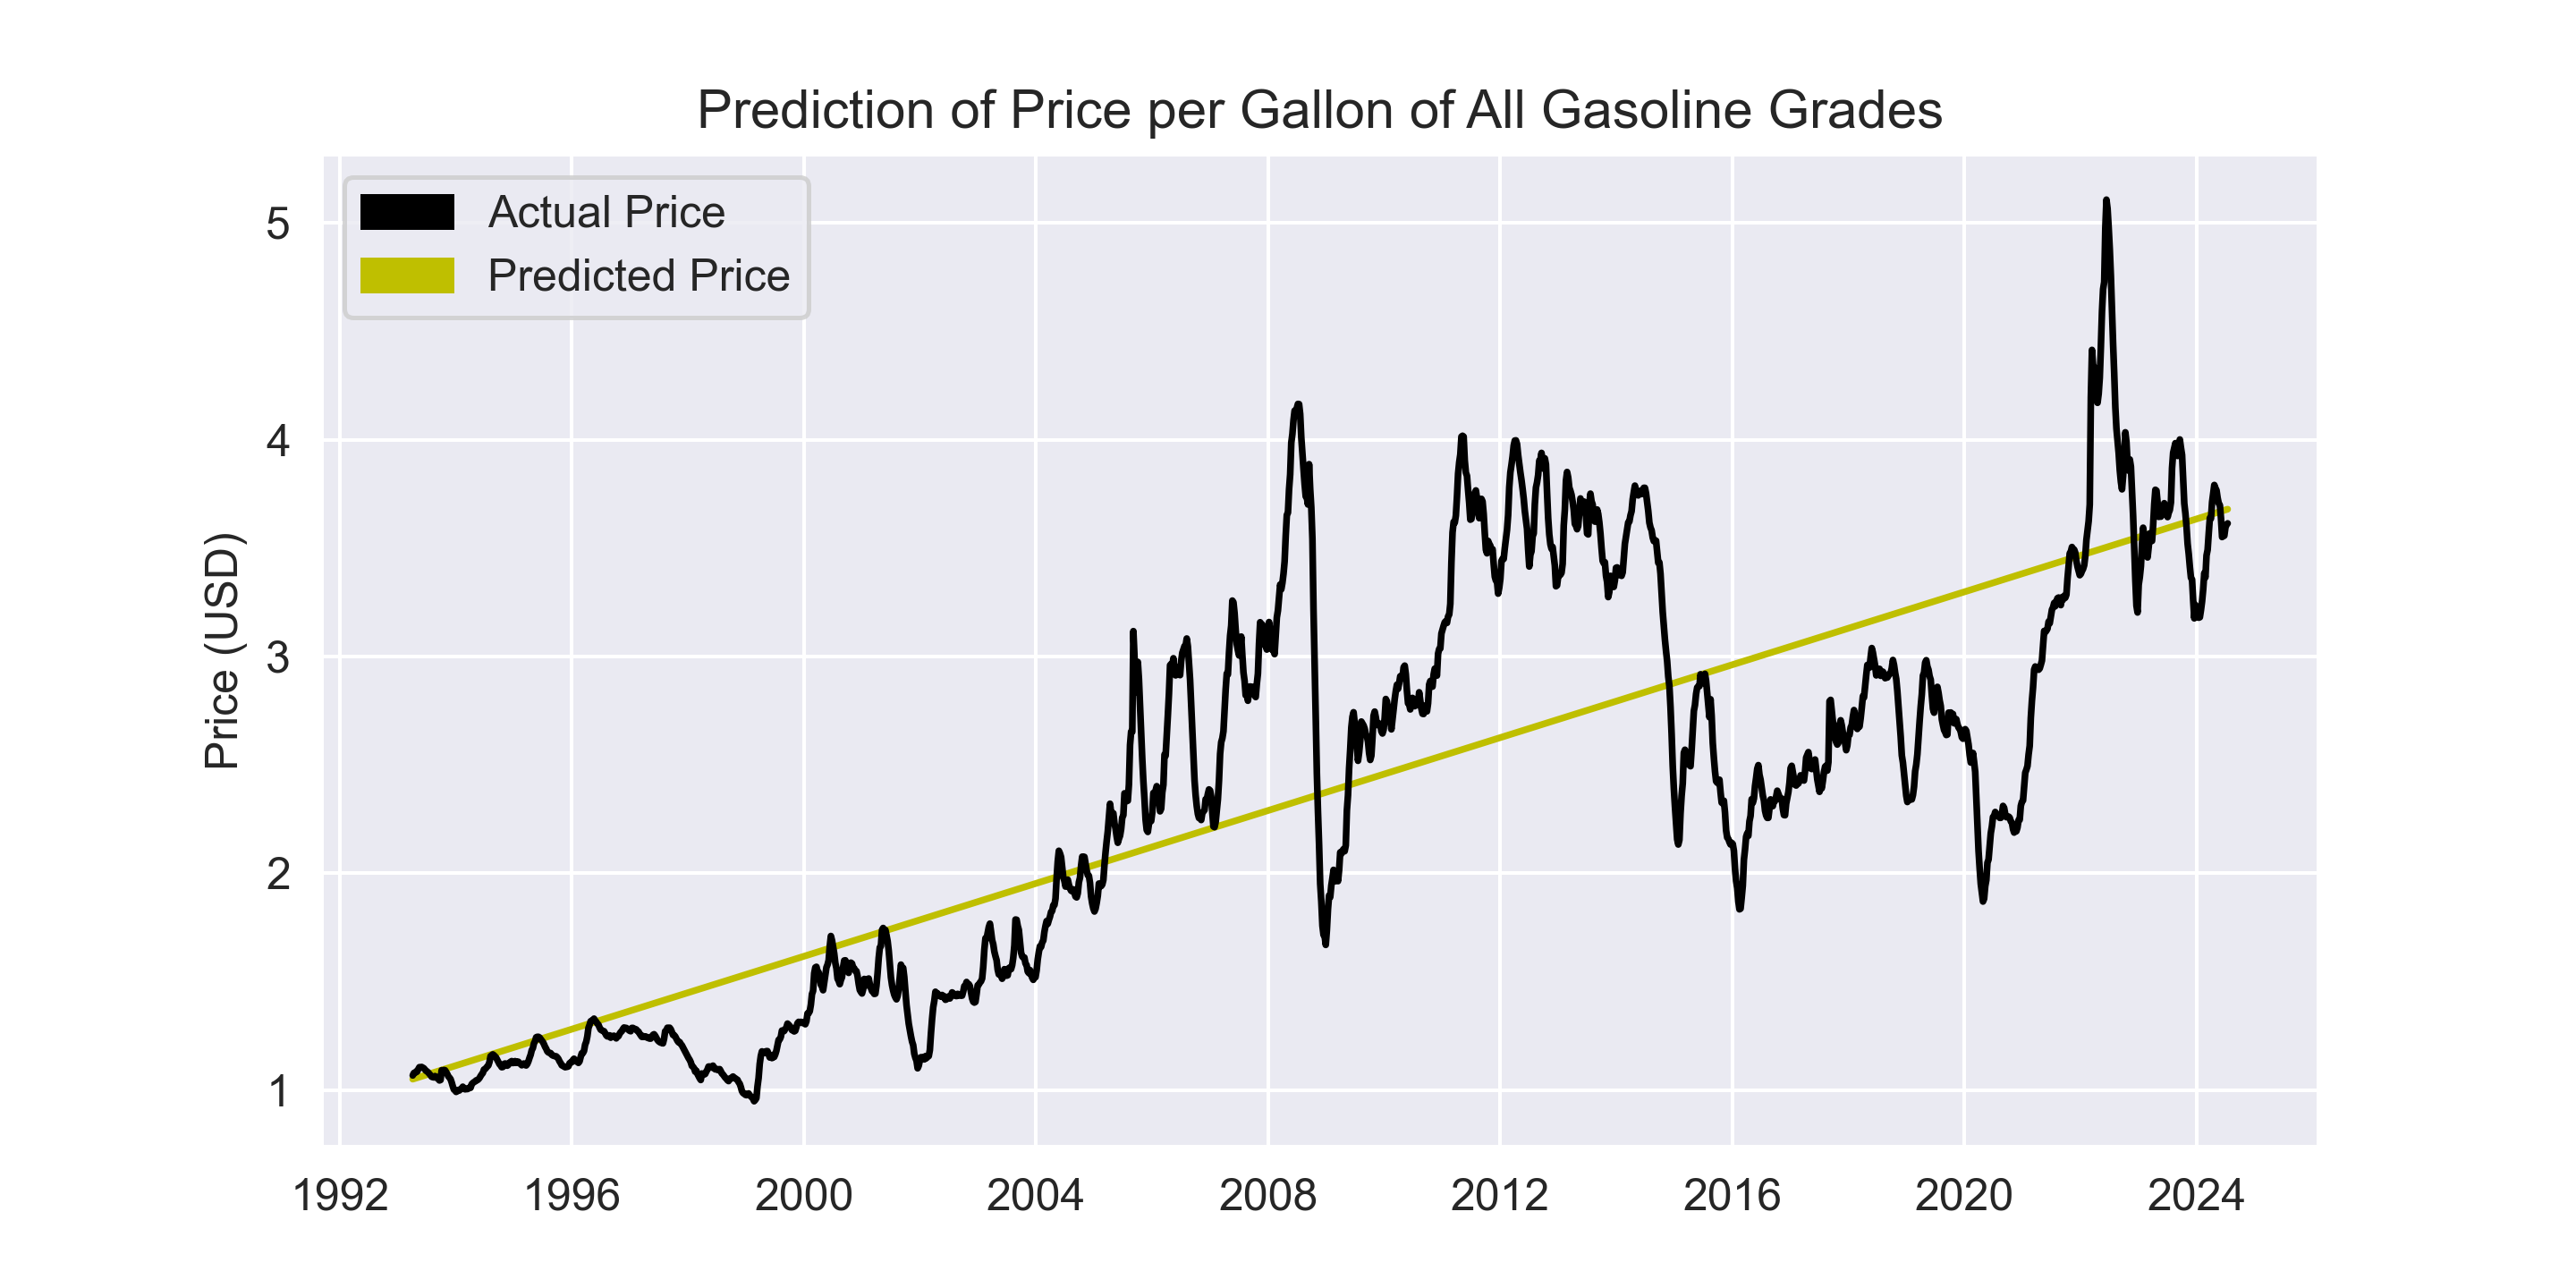 Prediction of Price per Gallon of All Gasoline Grades
Actual Price
Predicted Price
Price (USD)
5
4
3
2
1
1992 1996 2000 2004 2008 2012 2016 2020 2024